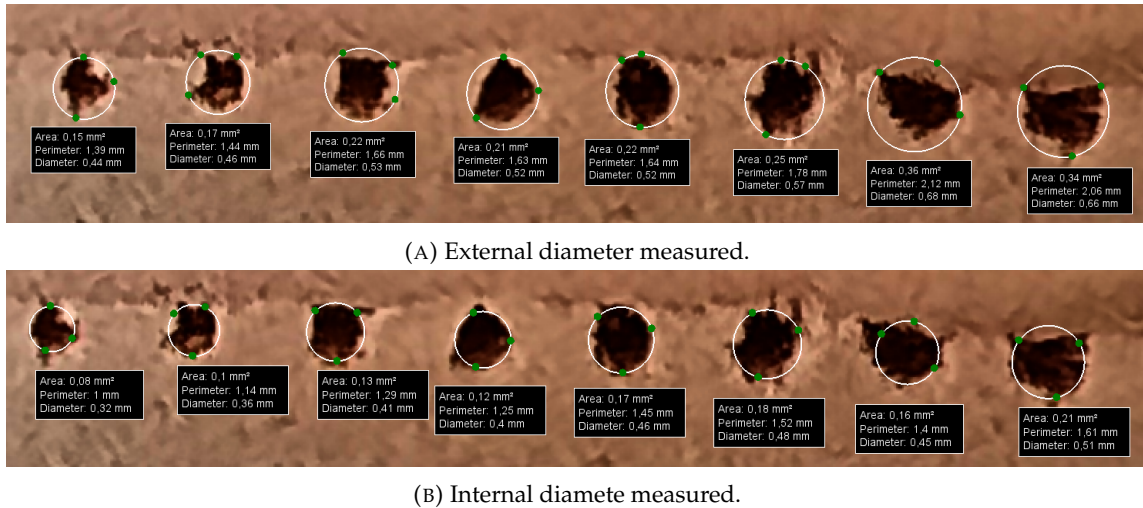 Area: 0,15 mm²
Perimeter: 1,39 mm
Diameter: 0,44 mm
Area: 0,17 mm²
Perimeter: 1,44 mm
Diameter: 0,46 mm
Area: 0,22 mm²
Perimeter: 1,66 mm
Diameter: 0,53 mm
Area: 0,21 mm²
Perimeter: 1,63 mm
Diameter: 0,52 mm
Area: 0,22 mm²
Perimeter: 1,64 mm
Diameter: 0,52 mm
Area: 0,25 mm²
Perimeter: 1,78 mm
Diameter: 0,57 mm
Area: 0,36 mm²
Perimeter: 2,12 mm
Diameter: 0,68 mm
Area: 0,34 mm²
Perimeter: 2,06 mm
Diameter: 0,66 mm
(A) External diameter measured.
Area: 0,08 mm²
Perimeter: 1 mm
Diameter: 0,32 mm
Area: 0,1 mm²
Perimeter: 1,14 mm
Diameter: 0,36 mm
Area: 0,13 mm²
Perimeter: 1,29 mm
Diameter: 0,41 mm
Area: 0,12 mm²
Perimeter: 1,25 mm
Diameter: 0,4 mm
Area: 0,17 mm²
Perimeter: 1,45 mm
Diameter: 0,46 mm
Area: 0,18 mm²
Perimeter: 1,52 mm
Diameter: 0,48 mm
Area: 0,16 mm²
Perimeter: 1,4 mm
Diameter: 0,45 mm
Area: 0,21 mm²
Perimeter: 1,61 mm
Diameter: 0,51 mm
(B) Internal diamete measured.